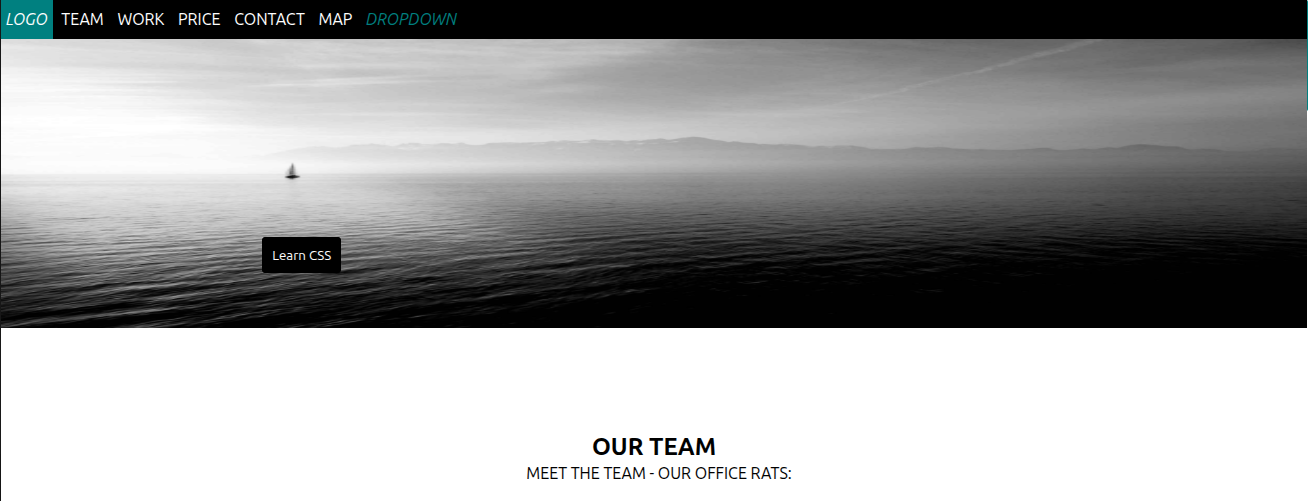 LOGO TEAM WORK PRICE CONTACT MAP DROPDOWN
Learn CSS
OUR TEAM
MEET THE TEAM - OUR OFFICE RATS: